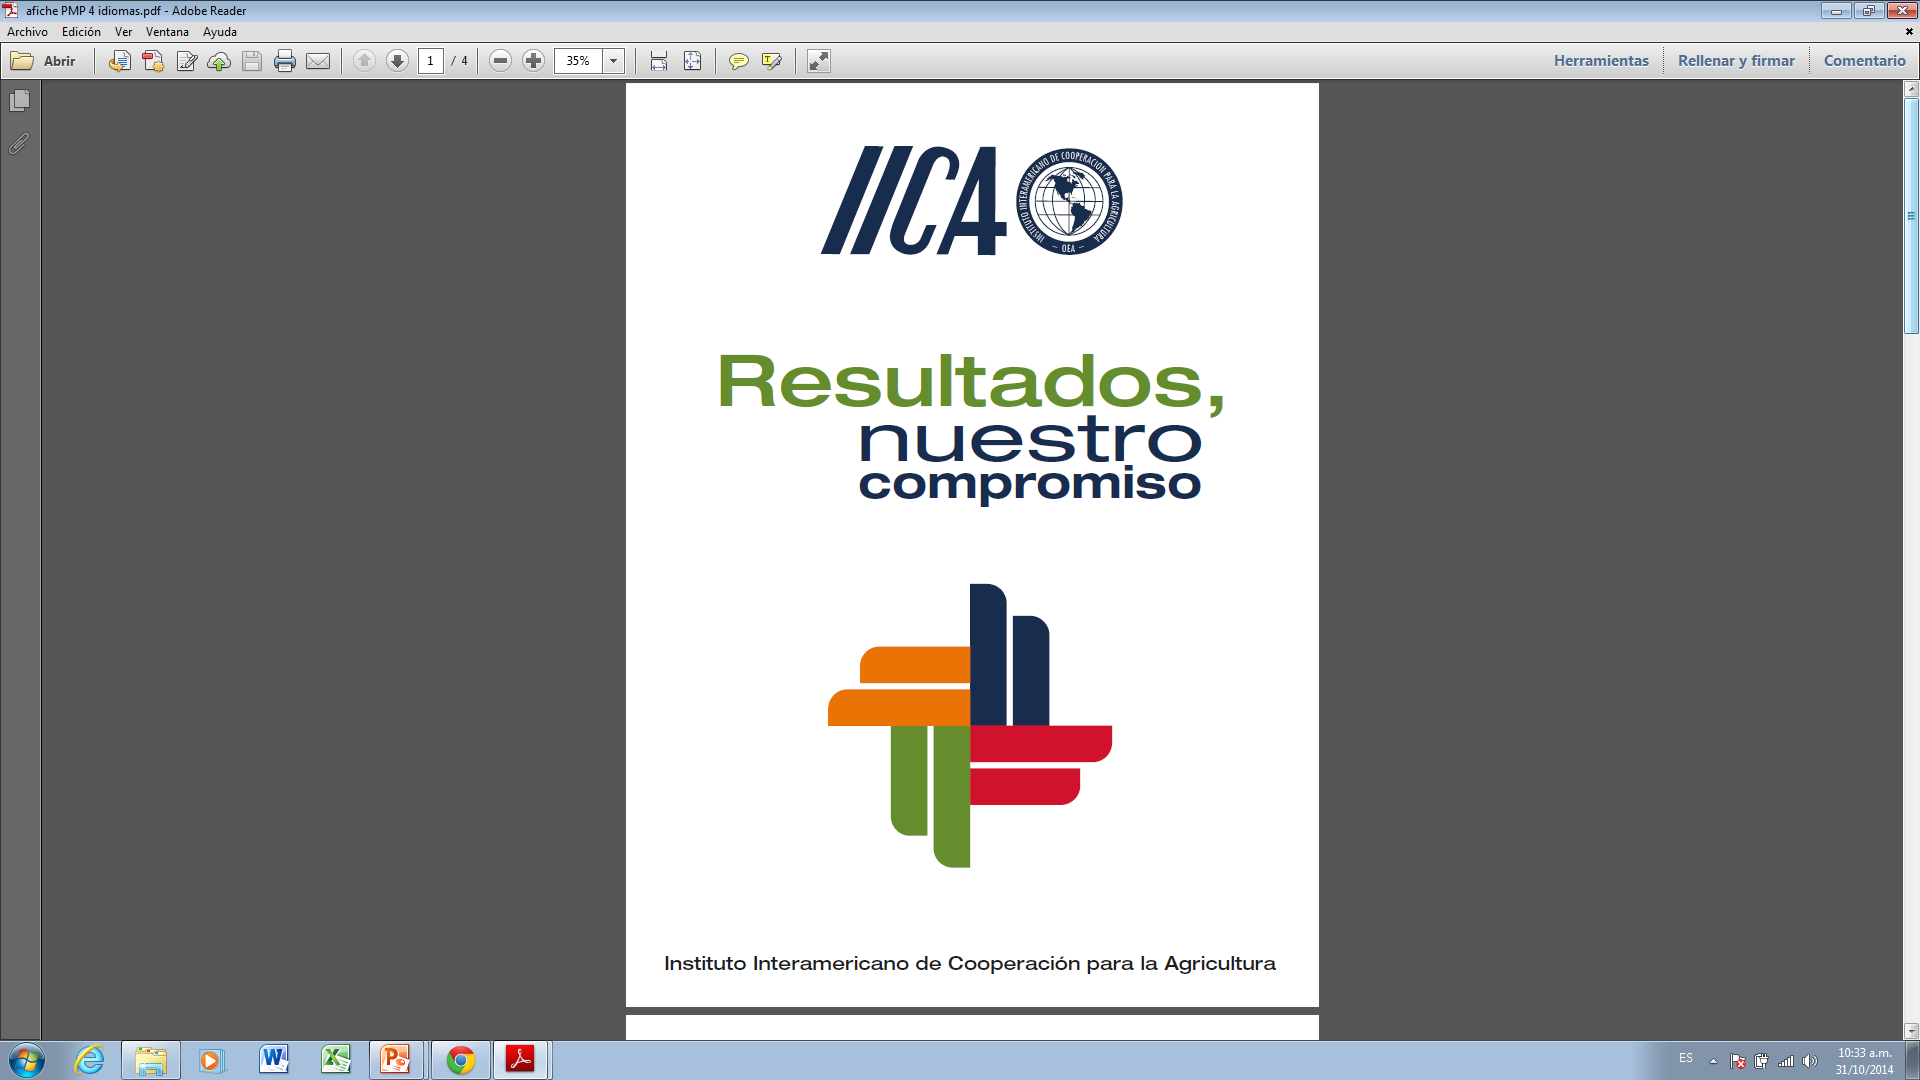 afiche PMP 4 idiomas.pdf - Adobe Reader
Archivo Edición Ver Ventana Ayuda
Abrir
1 / 4
35%
Herramientas Rellenar y firmar Comentario
IICA
INSTITUTO INTERAMERICANO DE COOPERACION PARA LA AGRICULTURA
- OEA -
Resultados,
nuestro
compromiso
Instituto Interamericano de Cooperación para la Agricultura
ES
10:33 a.m.
31/10/2014